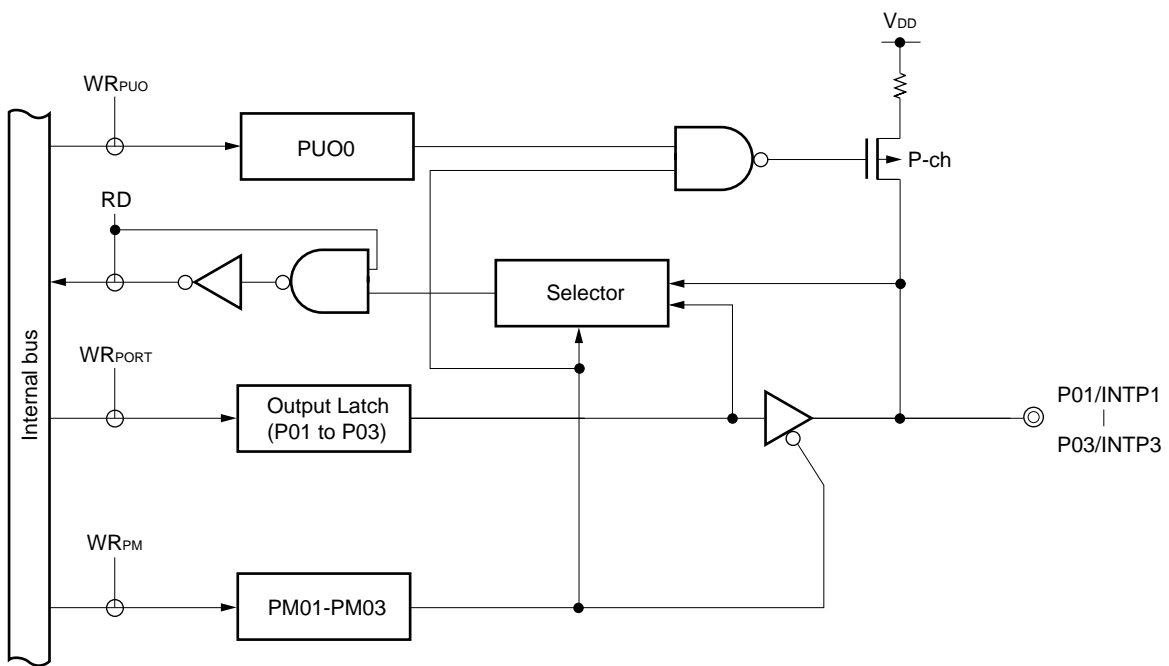 VDD
WRPUO
PUO0
P-ch
RD
Selector
Internal bus
WRPORT
Output Latch
(P01 to P03)
P01/INTP1
P03/INTP3
WRPM
PM01-PM03